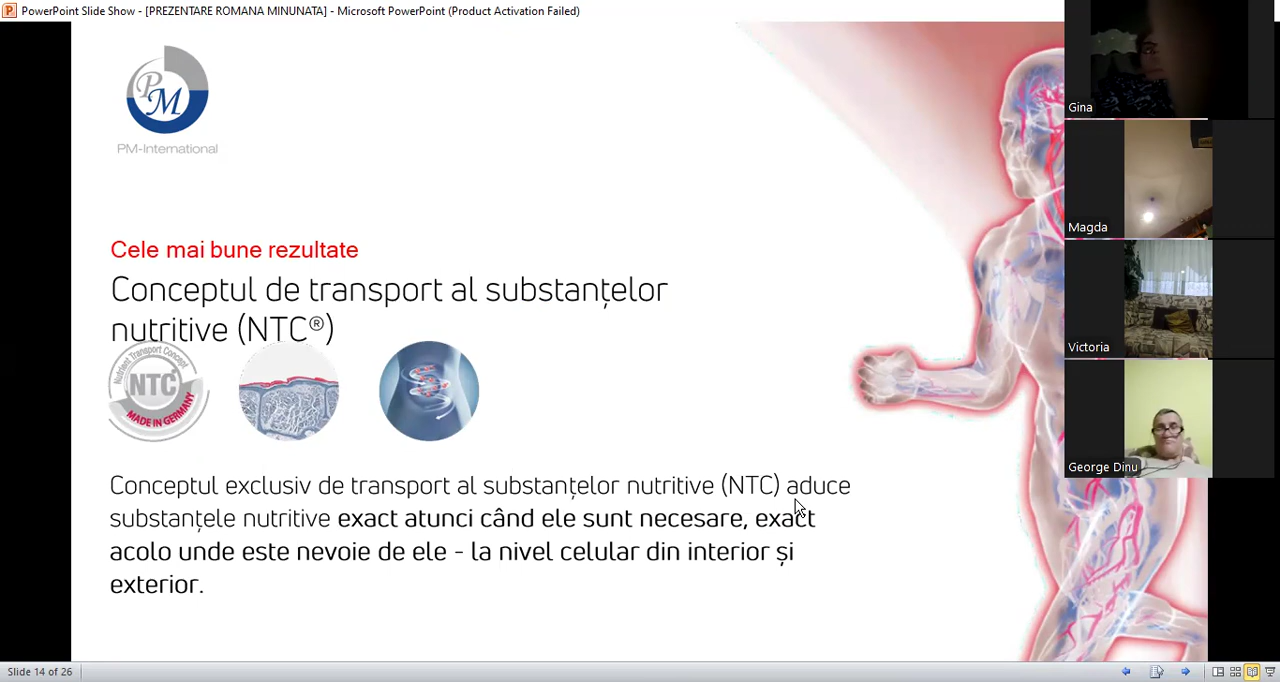 PowerPoint Slide Show - [PREZENTARE ROMANA MINUNATA] - Microsoft PowerPoint (Product Activation Failed)
PM
PM-International
Cele mai bune rezultate
Conceptul de transport al substanțelor
nutritive (NTC®)
Nutrient Transport Concept
NTC®
MADE IN GERMANY
Conceptul exclusiv de transport al substanțelor nutritive (NTC) aduce
substanțele nutritive exact atunci când ele sunt necesare, exact
acolo unde este nevoie de ele - la nivel celular din interior și
exterior.
Gina
Magda
Victoria
George Dinu
Slide 14 of 26